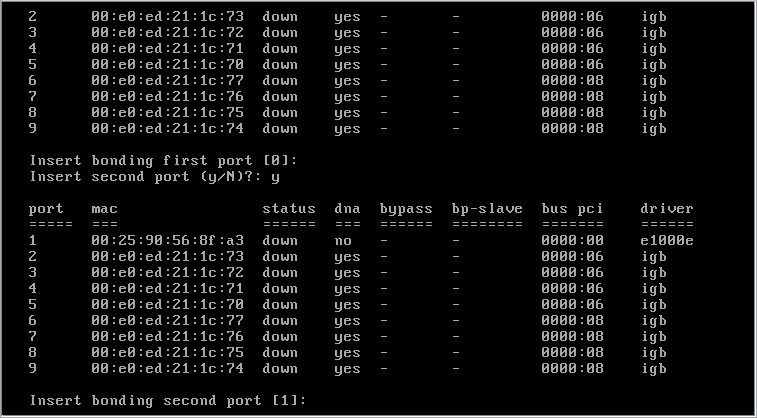 2 00:e0:ed:21:1c:73 down yes - - 0000:06 igb
3 00:e0:ed:21:1c:72 down yes - - 0000:06 igb
4 00:e0:ed:21:1c:71 down yes - - 0000:06 igb
5 00:e0:ed:21:1c:70 down yes - - 0000:06 igb
6 00:e0:ed:21:1c:77 down yes - - 0000:08 igb
7 00:e0:ed:21:1c:76 down yes - - 0000:08 igb
8 00:e0:ed:21:1c:75 down yes - - 0000:08 igb
9 00:e0:ed:21:1c:74 down yes - - 0000:08 igb
Insert bonding first port [0]:
Insert second port (y/N)?: y
port mac status dna bypass bp-slave bus pci driver
===== === ====== === ====== ======== ======= ======
1 00:25:90:56:8f:a3 down no - - 0000:00 e1000e
2 00:e0:ed:21:1c:73 down yes - - 0000:06 igb
3 00:e0:ed:21:1c:72 down yes - - 0000:06 igb
4 00:e0:ed:21:1c:71 down yes - - 0000:06 igb
5 00:e0:ed:21:1c:70 down yes - - 0000:06 igb
6 00:e0:ed:21:1c:77 down yes - - 0000:08 igb
7 00:e0:ed:21:1c:76 down yes - - 0000:08 igb
8 00:e0:ed:21:1c:75 down yes - - 0000:08 igb
9 00:e0:ed:21:1c:74 down yes - - 0000:08 igb
Insert bonding second port [1]: